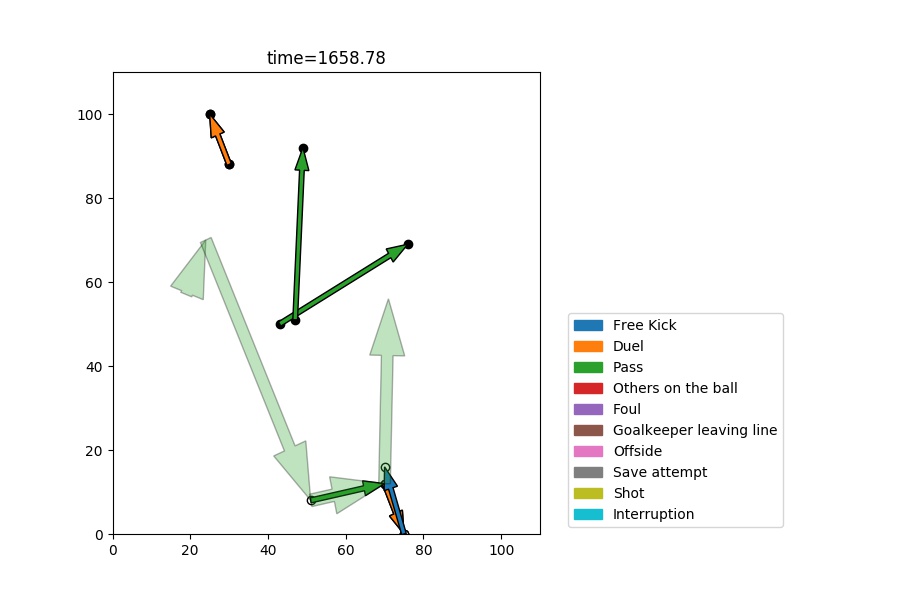 time=1658.78
100
80
60
40
20
0
0 20 40 60 80 100
Free Kick
Duel
Pass
Others on the ball
Foul
Goalkeeper leaving line
Offside
Save attempt
Shot
Interruption